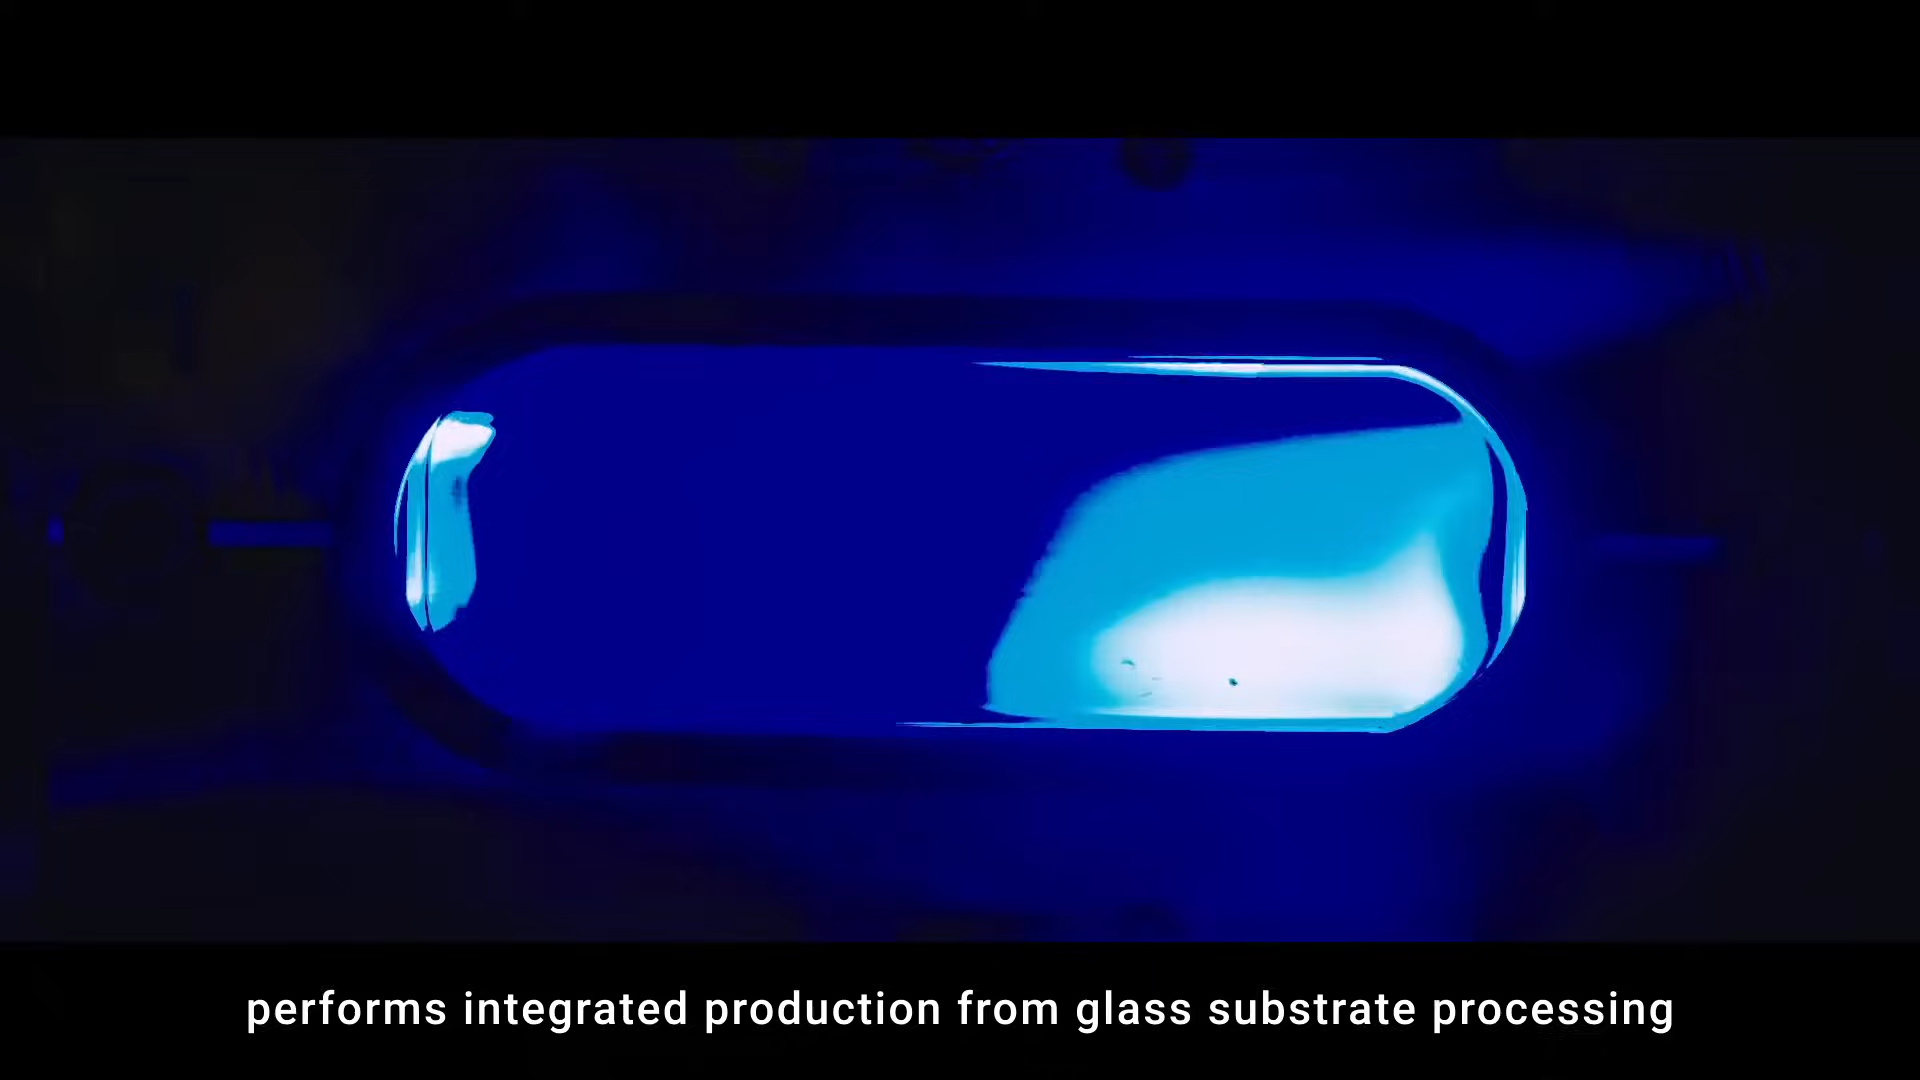 performs integrated production from glass substrate processing